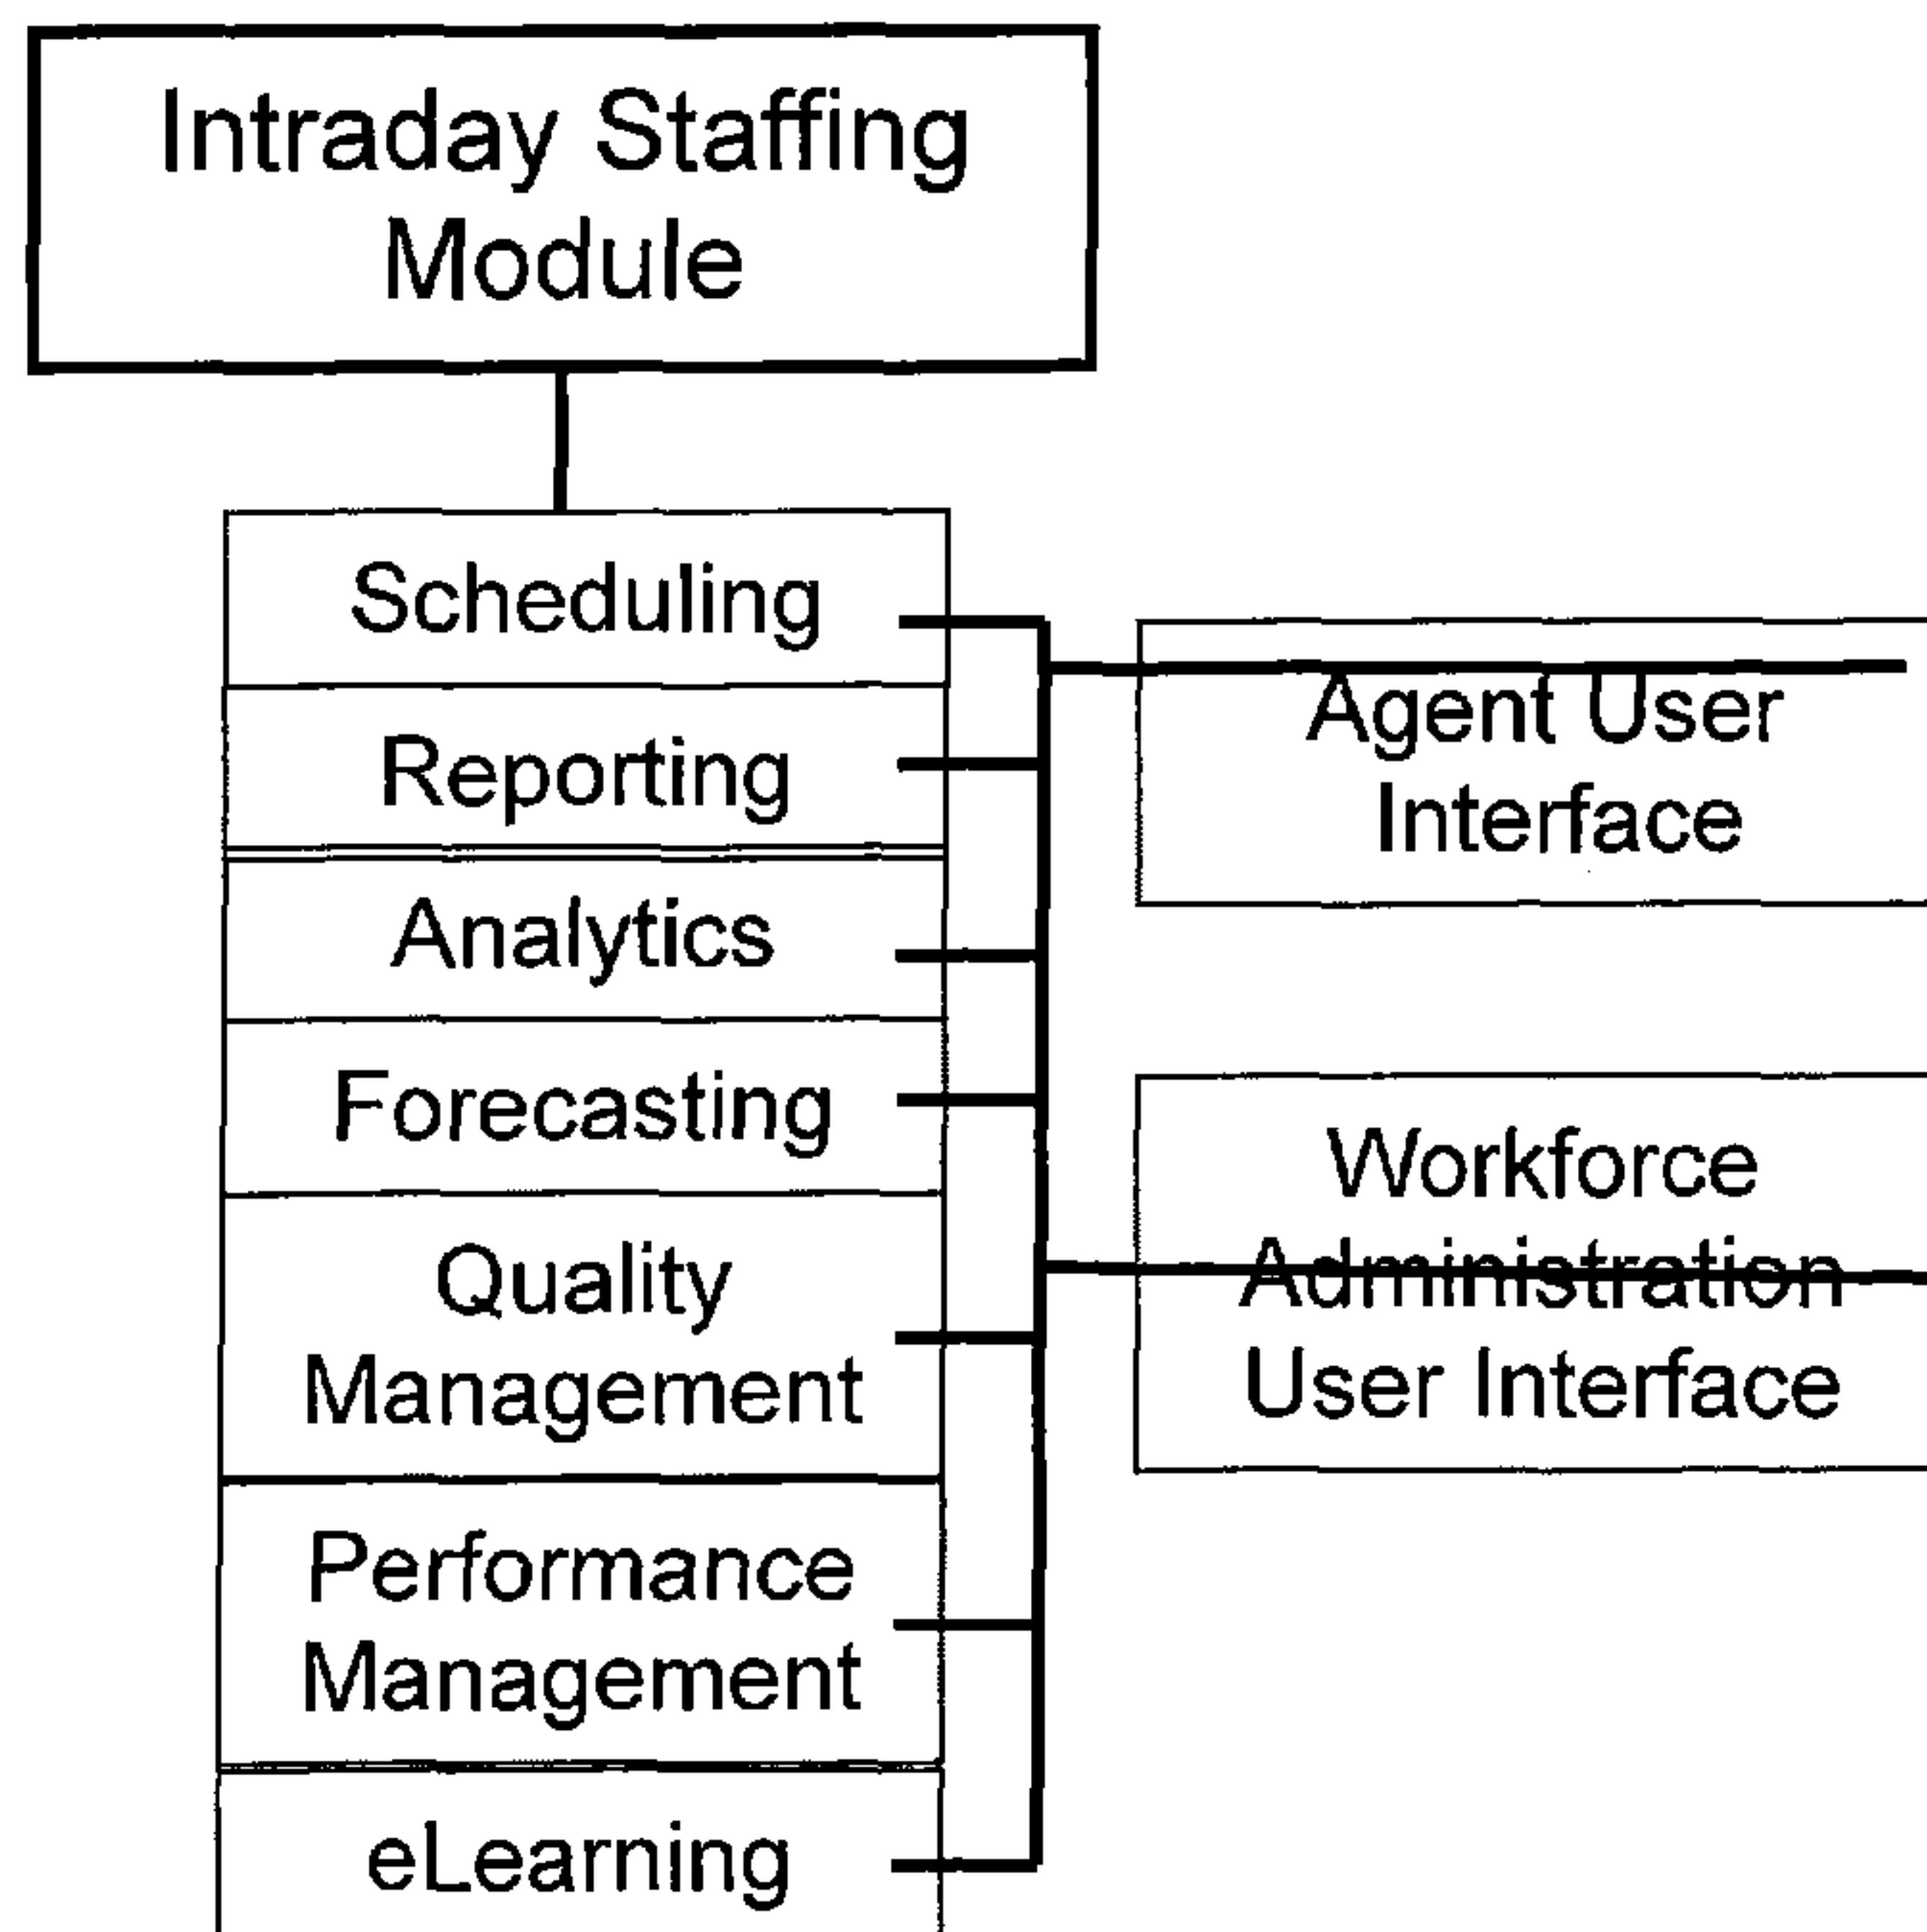 Intraday Staffing
Module
Scheduling
Reporting
Analytics
Forecasting
Quality
Management
Performance
Management
eLearning
Agent User
Interface
Workforce
Administration
User Interface